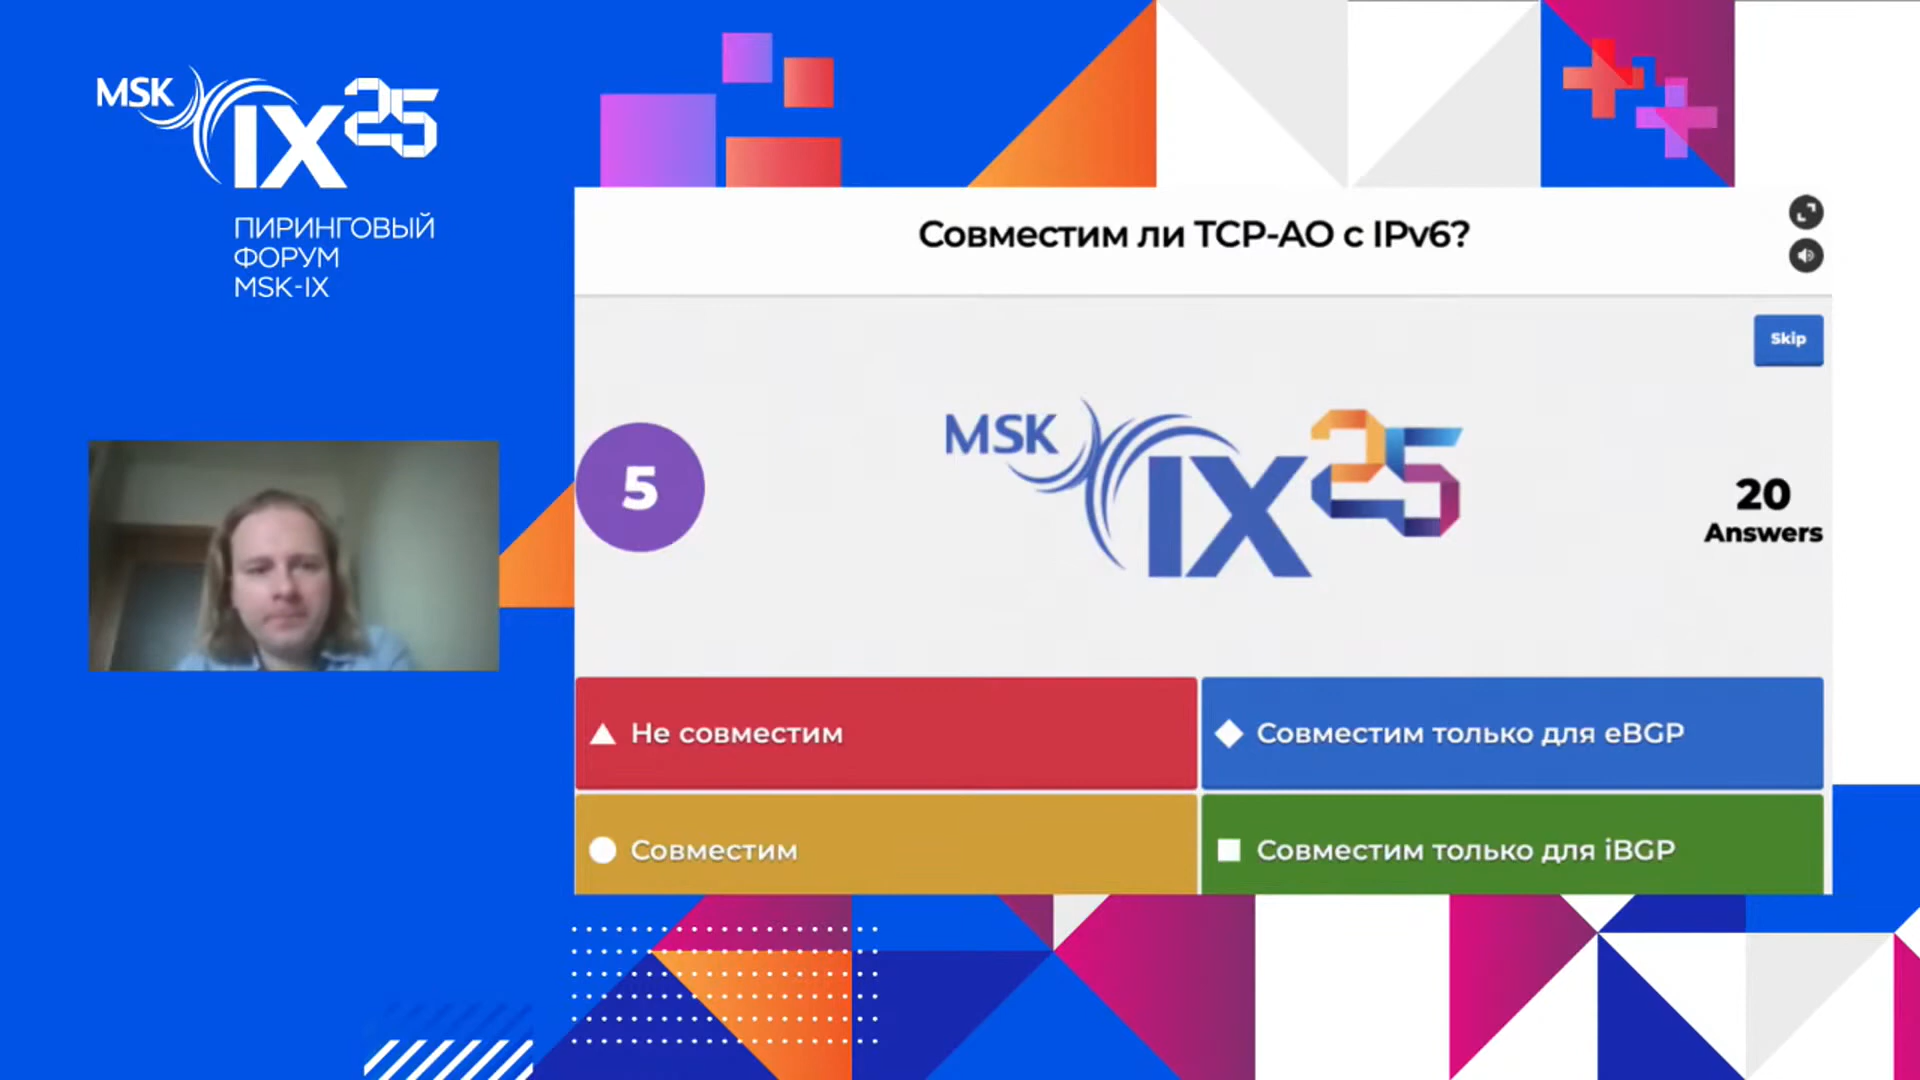 MSK IX 25
ПИРИНГОВЫЙ
ФОРУМ
MSK-IX
Совместим ли TCP-AO с IPv6?
Skip
5
MSK IX 25
20
Answers
Не совместим
Совместим только для eBGP
Совместим
Совместим только для iBGP